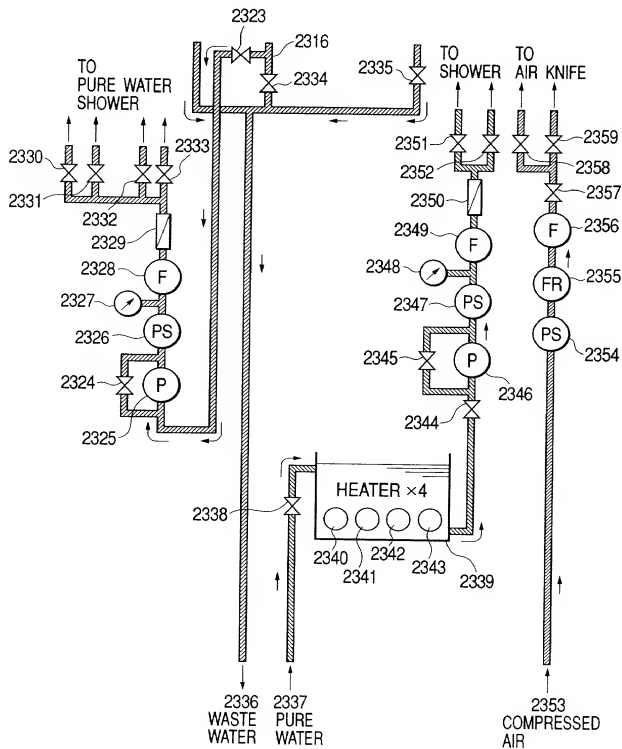 2323
2316
2334
2335
TO
PURE WATER
SHOWER
TO
SHOWER
TO
AIR KNIFE
2330
2331
2332
2333
2329
2328
F
2327
2326
PS
2324
P
2325
2351
2352
2350
2349
F
2348
2347
PS
2345
P
2346
2344
2359
2358
2357
F
2356
FR
2355
PS
2354
2338
HEATER ×4
2340
2341
2342
2343
2339
2336
WASTE
WATER
2337
PURE
WATER
2353
COMPRESSED
AIR